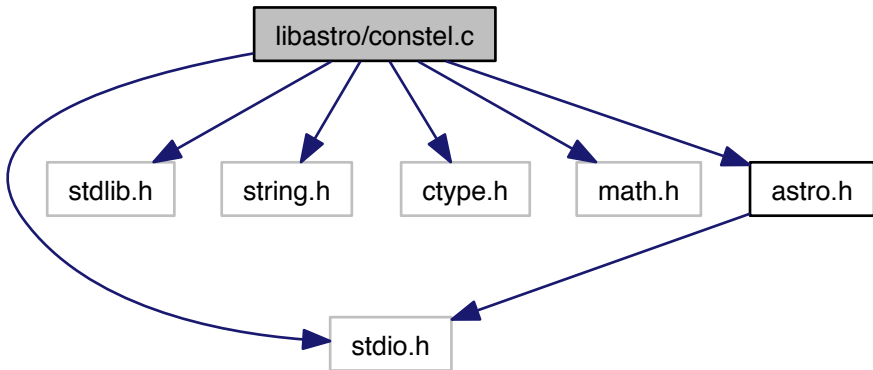 libastro/constel.c
stdlib.h
string.h
ctype.h
math.h
astro.h
stdio.h